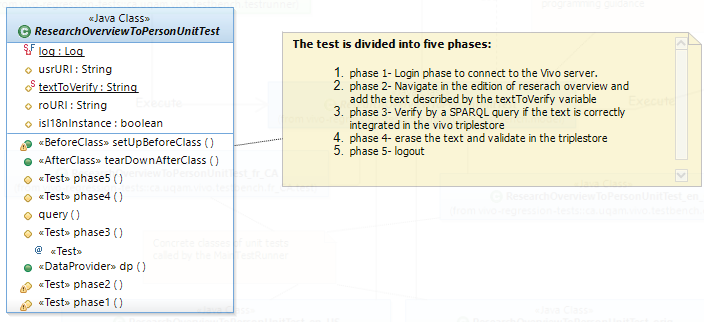 programming guidance
«Java Class»
ResearchOverviewToPersonUnitTest
log : Log
usrURI : String
textToVerify : String
roURI : String
isI18nInstance : boolean
«BeforeClass» setUpBeforeClass ( )
«AfterClass» tearDownAfterClass ( )
«Test» phase5 ( )
«Test» phase4 ( )
query ( )
«Test» phase3 ( )
@ «Test»
«DataProvider» dp ( )
«Test» phase2 ( )
«Test» phase1 ( )
The test is divided into five phases:
1. phase 1- Login phase to connect to the Vivo server.
2. phase 2- Navigate in the edition of reserach overview and
add the text described by the textToVerify variable
3. phase 3- Verify by a SPARQL query if the text is correctly
integrated in the vivo triplestore
4. phase 4- erase the text and validate in the triplestore
5. phase 5- logout
Execute
Execute
«Java Class»
ResearchOverviewToPersonUnitTest_en_
Concrete classes of unit tests
called by the MainTestRunner
«Java Class»
«Java Class»